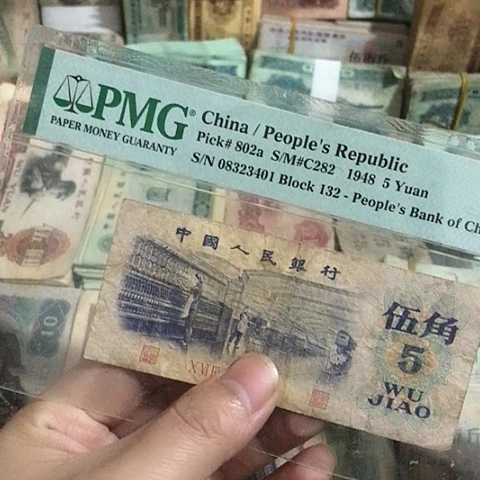 PMG®
PAPER MONEY GUARANTY
China / People's Republic
Pick# 802a S/M#C282 1948 5 Yuan
S/N 08323401 Block 132 - People's Bank of Ch
中國人民銀行
伍角
5
WU
JIAO
10